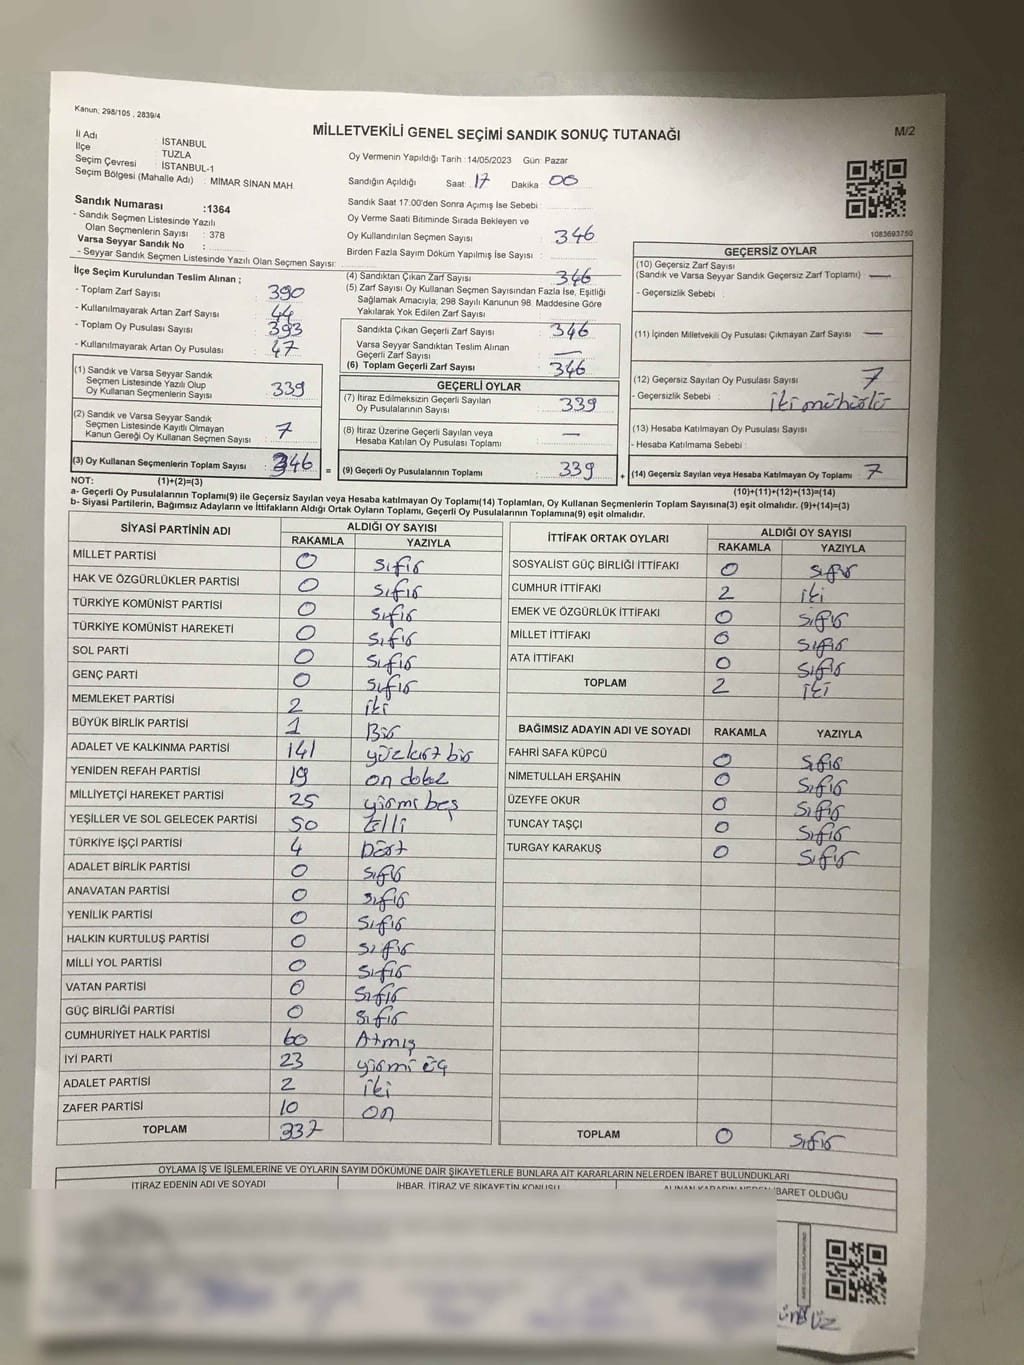 Kanun; 298/105 , 2839/4
MİLLETVEKİLİ GENEL SEÇİMİ SANDIK SONUÇ TUTANAĞI
M/2
İl Adı : İSTANBUL
İlçe : TUZLA
Seçim Çevresi : İSTANBUL-1
Seçim Bölgesi (Mahalle Adı) : MİMAR SİNAN MAH.
Oy Vermenin Yapıldığı Tarih : 14/05/2023 Gün: Pazar
Sandığın Açıldığı Saat: 17 Dakika 00
Sandık Saat 17.00'den Sonra Açımış İse Sebebi :
Sandık Numarası :1364
- Sandık Seçmen Listesinde Yazılı
Olan Seçmenlerin Sayısı : 378
Varsa Seyyar Sandık No :
- Seyyar Sandık Seçmen Listesinde Yazılı Olan Seçmen Sayısı:
Oy Verme Saati Bitiminde Sırada Bekleyen ve
Oy Kullandırılan Seçmen Sayısı : 346
Birden Fazla Sayım Döküm Yapılmış İse Sayısı :
1083693750
İlçe Seçim Kurulundan Teslim Alınan ;
- Toplam Zarf Sayısı : 390
- Kullanılmayarak Artan Zarf Sayısı : 44
- Toplam Oy Pusulası Sayısı : 393
- Kullanılmayarak Artan Oy Pusulası : 47
(1) Sandık ve Varsa Seyyar Sandık
Seçmen Listesinde Yazılı Olup
Oy Kullanan Seçmenlerin Sayısı : 339
(2) Sandık ve Varsa Seyyar Sandık
Seçmen Listesinde Kayıtlı Olmayan
Kanun Gereği Oy Kullanan Seçmen Sayısı : 7
(3) Oy Kullanan Seçmenlerin Toplam Sayısı : 346
(4) Sandıktan Çıkan Zarf Sayısı : 346
(5) Zarf Sayısı Oy Kullanan Seçmen Sayısından Fazla İse, Eşitliği
Sağlamak Amacıyla; 298 Sayılı Kanunun 98. Maddesine Göre
Yakılarak Yok Edilen Zarf Sayısı :
Sandıkta Çıkan Geçerli Zarf Sayısı : 346
Varsa Seyyar Sandıktan Teslim Alınan
Geçerli Zarf Sayısı : —
(6) Toplam Geçerli Zarf Sayısı : 346
GEÇERLİ OYLAR
(7) İtiraz Edilmeksizin Geçerli Sayılan
Oy Pusulalarının Sayısı : 339
(8) İtiraz Üzerine Geçerli Sayılan veya
Hesaba Katılan Oy Pusulası Toplamı : —
= (9) Geçerli Oy Pusulalarının Toplamı : 339 +
GEÇERSİZ OYLAR
(10) Geçersiz Zarf Sayısı
(Sandık ve Varsa Seyyar Sandık Geçersiz Zarf Toplamı) : —
- Geçersizlik Sebebi :
(11) İçinden Milletvekili Oy Pusulası Çıkmayan Zarf Sayısı : —
(12) Geçersiz Sayılan Oy Pusulası Sayısı : 7
- Geçersizlik Sebebi : iki mühürlü
(13) Hesaba Katılmayan Oy Pusulası Sayısı :
- Hesaba Katılmama Sebebi :
(14) Geçersiz Sayılan veya Hesaba Katılmayan Oy Toplamı : 7
NOT: (1)+(2)=(3)
(10)+(11)+(12)+(13)=(14)
a- Geçerli Oy Pusulalarının Toplamı(9) ile Geçersiz Sayılan veya Hesaba katılmayan Oy Toplamı(14) Toplamları, Oy Kullanan Seçmenlerin Toplam Sayısına(3) eşit olmalıdır. (9)+(14)=(3)
b- Siyasi Partilerin, Bağımsız Adayların ve İttifakların Aldığı Ortak Oyların Toplamı, Geçerli Oy Pusulalarının Toplamına(9) eşit olmalıdır.
SİYASİ PARTİNİN ADI ALDIĞI OY SAYISI
RAKAMLA YAZIYLA
MİLLET PARTİSİ 0 sıfır
HAK VE ÖZGÜRLÜKLER PARTİSİ 0 sıfır
TÜRKİYE KOMÜNİST PARTİSİ 0 sıfır
TÜRKİYE KOMÜNİST HAREKETİ 0 sıfır
SOL PARTİ 0 sıfır
GENÇ PARTİ 0 sıfır
MEMLEKET PARTİSİ 2 iki
BÜYÜK BİRLİK PARTİSİ 1 Bir
ADALET VE KALKINMA PARTİSİ 141 yüzkırk bir
YENİDEN REFAH PARTİSİ 19 on dokuz
MİLLİYETÇİ HAREKET PARTİSİ 25 yirmi beş
YEŞİLLER VE SOL GELECEK PARTİSİ 50 Elli
TÜRKİYE İŞÇİ PARTİSİ 4 Dört
ADALET BİRLİK PARTİSİ 0 sıfır
ANAVATAN PARTİSİ 0 sıfır
YENİLİK PARTİSİ 0 sıfır
HALKIN KURTULUŞ PARTİSİ 0 sıfır
MİLLİ YOL PARTİSİ 0 sıfır
VATAN PARTİSİ 0 sıfır
GÜÇ BİRLİĞİ PARTİSİ 0 sıfır
CUMHURİYET HALK PARTİSİ 60 Atmış
İYİ PARTİ 23 yirmi üç
ADALET PARTİSİ 2 iki
ZAFER PARTİSİ 10 on
TOPLAM 337
İTTİFAK ORTAK OYLARI ALDIĞI OY SAYISI
RAKAMLA YAZIYLA
SOSYALİST GÜÇ BİRLİĞİ İTTİFAKI 0 sıfır
CUMHUR İTTİFAKI 2 iki
EMEK VE ÖZGÜRLÜK İTTİFAKI 0 sıfır
MİLLET İTTİFAKI 0 sıfır
ATA İTTİFAKI 0 sıfır
TOPLAM 2 iki
BAĞIMSIZ ADAYIN ADI VE SOYADI RAKAMLA YAZIYLA
FAHRİ SAFA KÜPCÜ 0 sıfır
NİMETULLAH ERŞAHİN 0 sıfır
ÜZEYFE OKUR 0 sıfır
TUNCAY TAŞÇI 0 sıfır
TURGAY KARAKUŞ 0 sıfır
TOPLAM 0 sıfır
OYLAMA İŞ VE İŞLEMLERİNE VE OYLARIN SAYIM DÖKÜMÜNE DAİR ŞİKAYETLERLE BUNLARA AİT KARARLARIN NELERDEN İBARET BULUNDUKLARI
İTİRAZ EDENİN ADI VE SOYADI İHBAR, İTİRAZ VE ŞİKAYETİN KONUSU ALINAN KARARIN NEDEN İBARET OLDUĞU